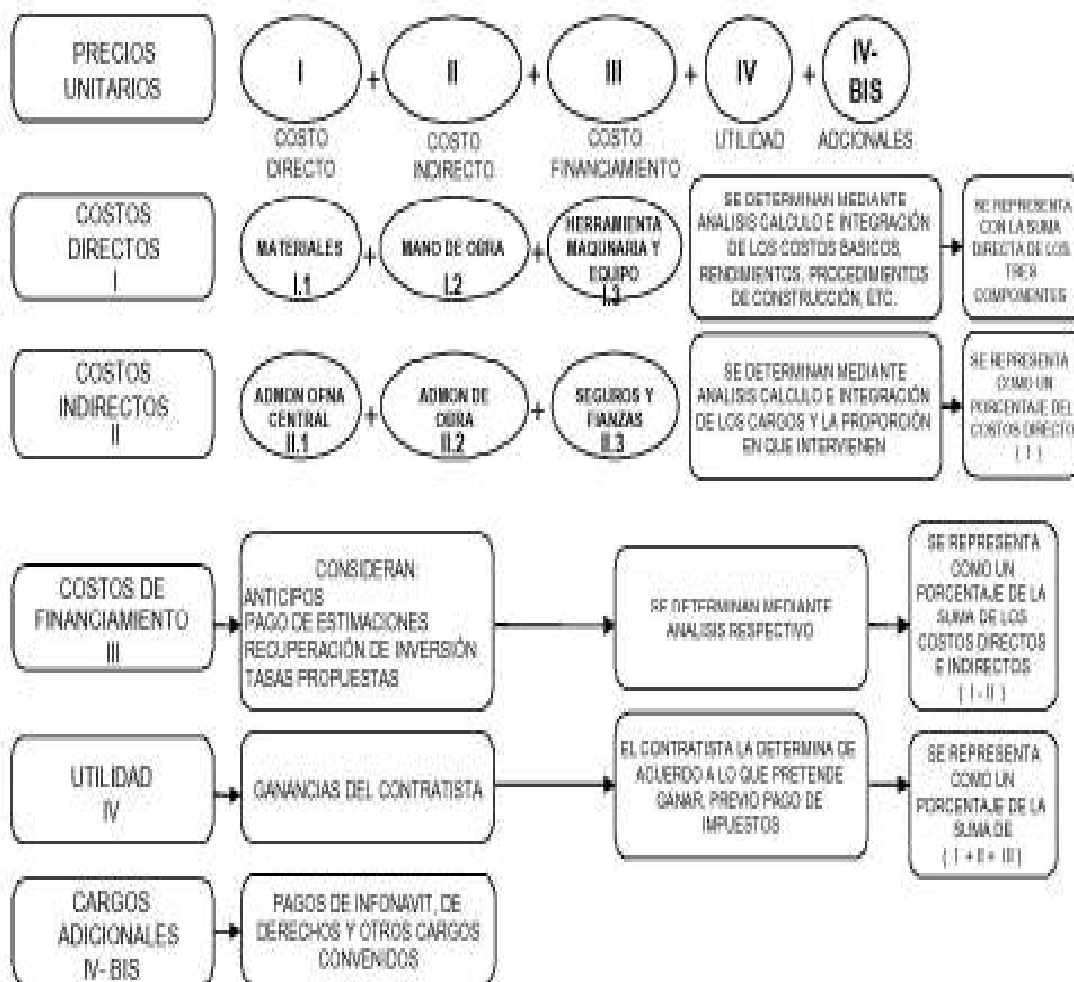 PRECIOS
UNITARIOS
I
+
II
+
III
+
IV
+
IV-
BIS
COSTO
DIRECTO
COSTO
INDIRECTO
COSTO
FINANCIAMIENTO
UTILIDAD
ADICIONALES
COSTOS
DIRECTOS
I
MATERIALES
I.1
+
MANO DE OBRA
I.2
+
HERRAMIENTA
MAQUINARIA Y
EQUIPO
I.3
SE DETERMINAN MEDIANTE
ANALISIS CALCULO E INTEGRACIÓN
DE LOS COSTOS BASICOS,
RENDIMIENTOS, PROCEDIMIENTOS
DE CONSTRUCCIÓN, ETC.
SE REPRESENTA
CON LA SUMA
DIRECTA DE LOS
TRES
COMPONENTES
COSTOS
INDIRECTOS
II
ADMON OFNA
CENTRAL
II.1
+
ADMON DE
OBRA
II.2
+
SEGUROS Y
FIANZAS
II.3
SE DETERMINAN MEDIANTE
ANALISIS CALCULO E INTEGRACIÓN
DE LOS CARGOS Y LA PROPORCIÓN
EN QUE INTERVIENEN
SE REPRESENTA
COMO UN
PORCENTAJE DEL
COSTOS DIRECTO
( I )
COSTOS DE
FINANCIAMIENTO
III
CONSIDERAN
ANTICIPOS
PAGO DE ESTIMACIONES
RECUPERACIÓN DE INVERSIÓN
TASAS PROPUESTAS
SE DETERMINAN MEDIANTE
ANALISIS RESPECTIVO
SE REPRESENTA
COMO UN
PORCENTAJE DE LA
SUMA DE LOS
COSTOS DIRECTOS
E INDIRECTOS
( I - II )
UTILIDAD
IV
GANANCIAS DEL CONTRATISTA
EL CONTRATISTA LA DETERMINA DE
ACUERDO A LO QUE PRETENDE
GANAR, PREVIO PAGO DE
IMPUESTOS
SE REPRESENTA
COMO UN
PORCENTAJE DE LA
SUMA DE
( I + II + III )
CARGOS
ADICIONALES
IV- BIS
PAGOS DE INFONAVIT, DE
DERECHOS Y OTROS CARGOS
CONVENIDOS